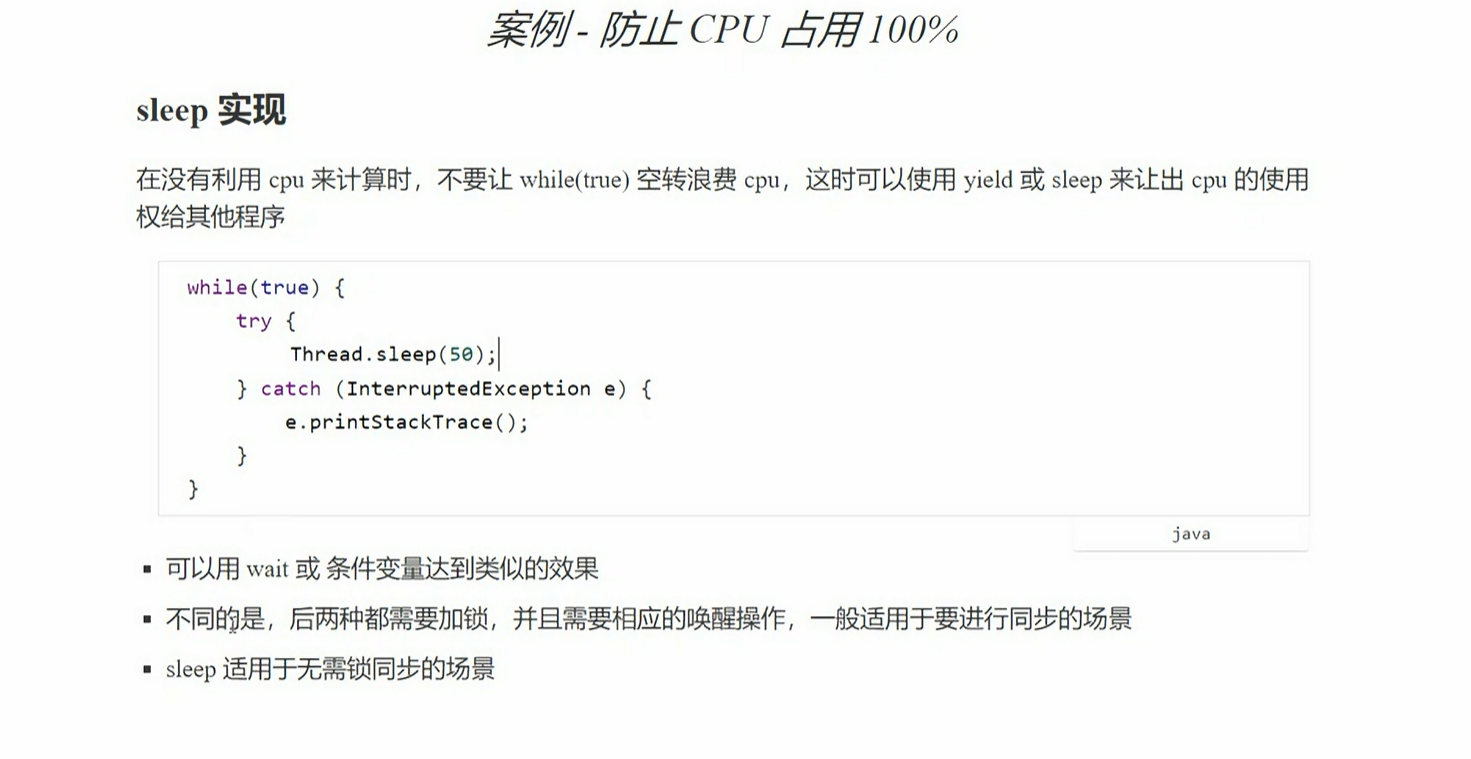 案例 - 防止 CPU 占用 100%
sleep 实现
在没有利用 cpu 来计算时，不要让 while(true) 空转浪费 cpu，这时可以使用 yield 或 sleep 来让出 cpu 的使用
权给其他程序
while(true) {
    try {
        Thread.sleep(50);
    } catch (InterruptedException e) {
        e.printStackTrace();
    }
}
java
▪ 可以用 wait 或 条件变量达到类似的效果
▪ 不同的是，后两种都需要加锁，并且需要相应的唤醒操作，一般适用于要进行同步的场景
▪ sleep 适用于无需锁同步的场景